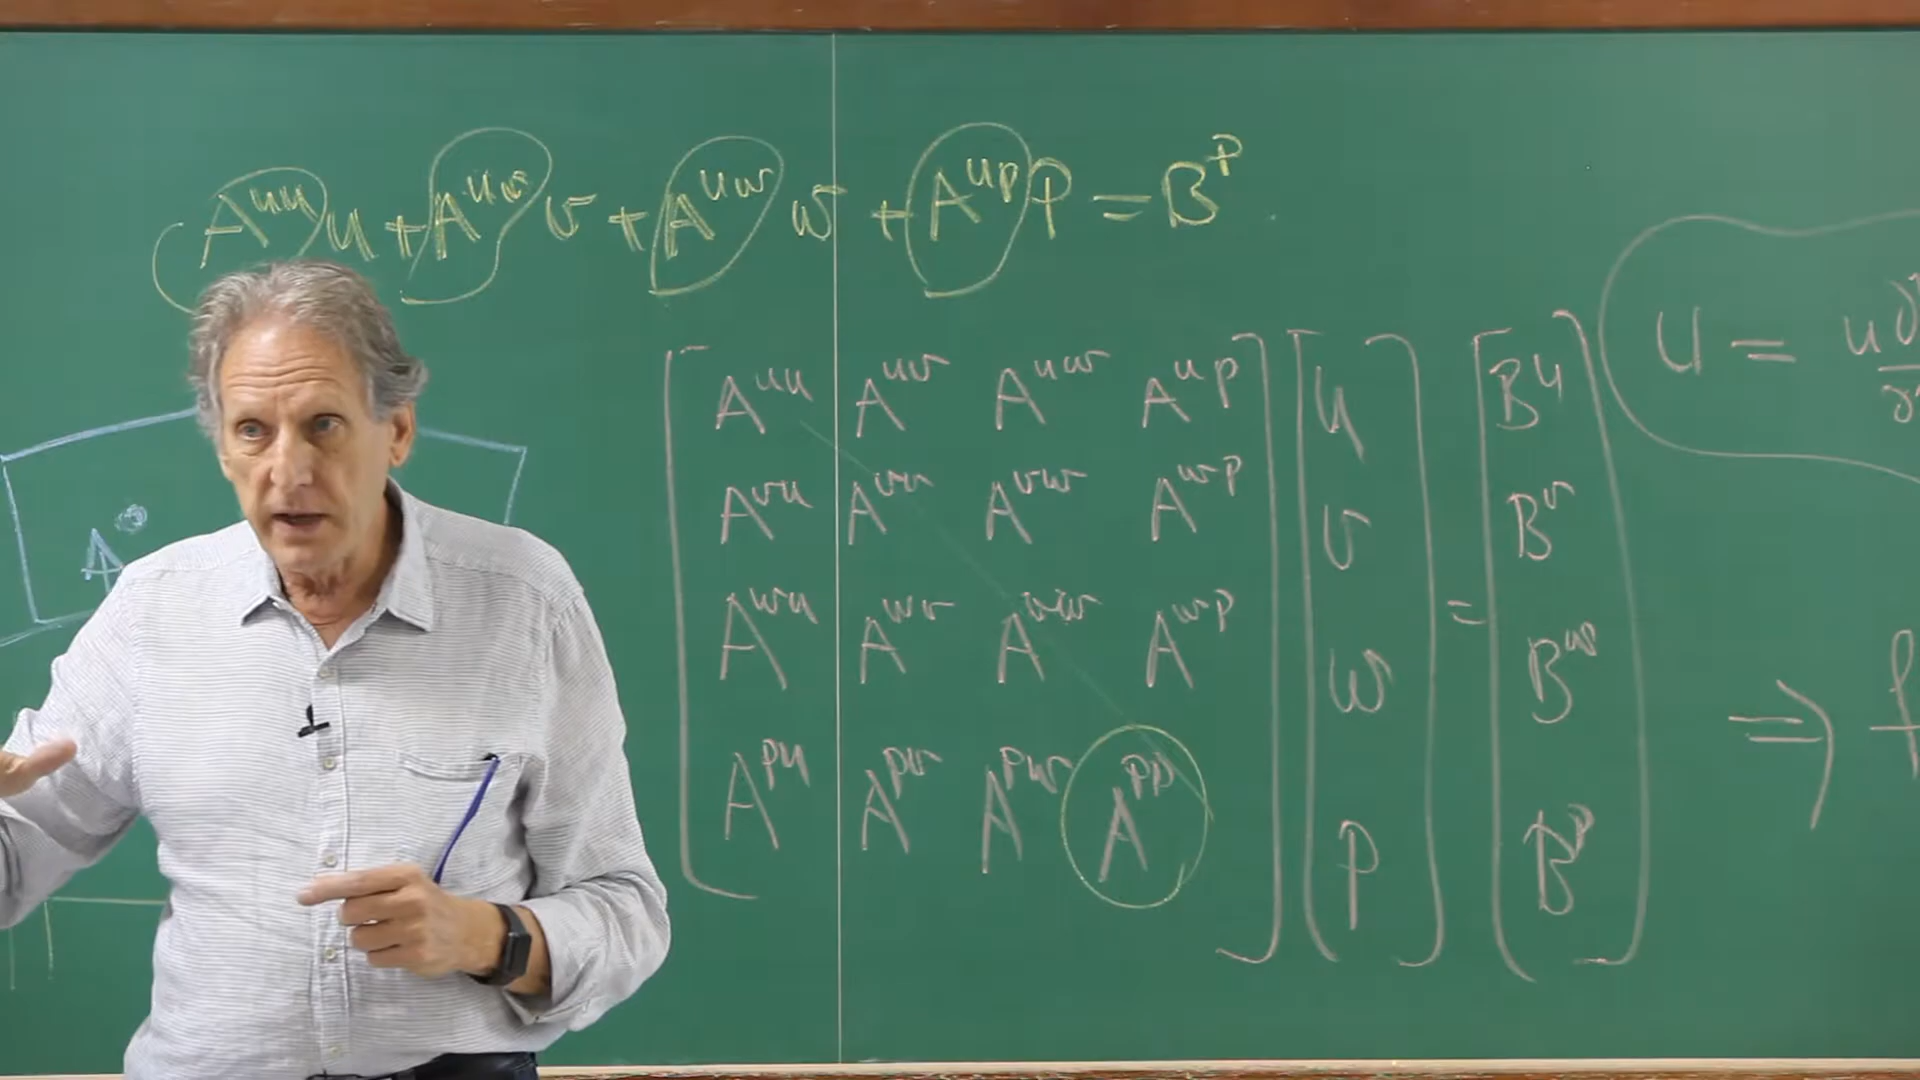 A^{uu} u + A^{uv} v + A^{uw} w + A^{up} P = B^{P}
[ A^{uu} A^{uv} A^{uw} A^{up} ] [ u ] [ B^{u} ]
A^{vu} A^{vv} A^{vw} A^{vp} v B^{v}
A^{wu} A^{wv} A^{ww} A^{wp} w = B^{w}
A^{pu} A^{pv} A^{pw} A^{pp} p B^{p}
U =
⇒
A